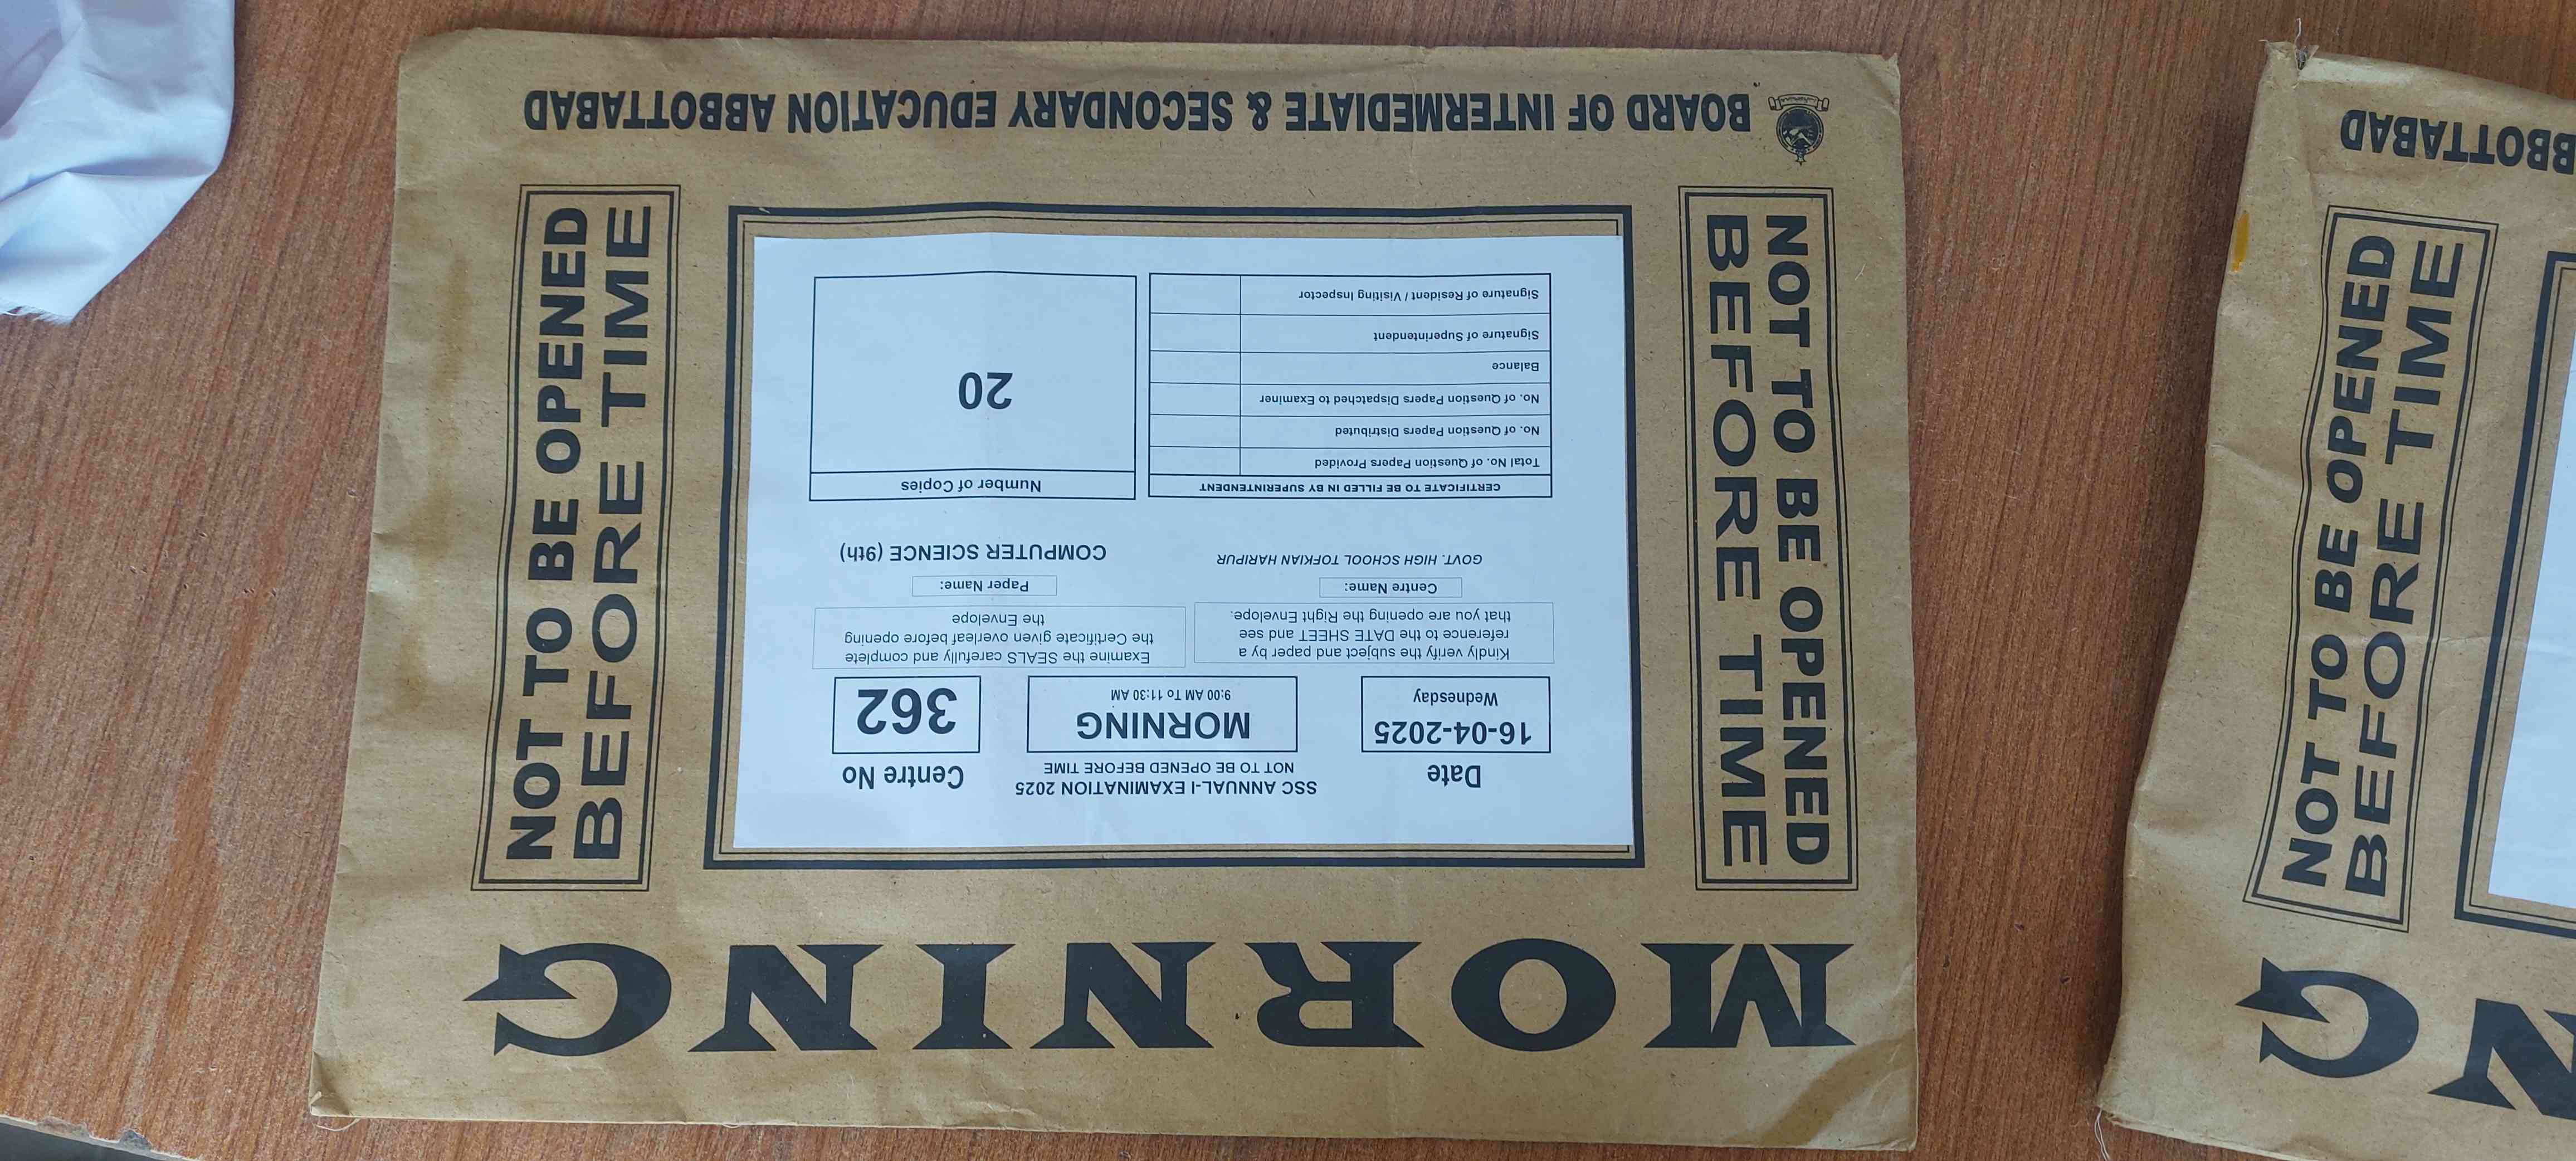 MORNING
NOT TO BE OPENED
BEFORE TIME
SSC ANNUAL-I EXAMINATION 2025
NOT TO BE OPENED BEFORE TIME
Date
16-04-2025
Wednesday
MORNING
9:00 AM To 11:30 AM
Centre No
362
Kindly verify the subject and paper by a
reference to the DATE SHEET and see
that you are opening the Right Envelope.
Examine the SEALS carefully and complete
the Certificate given overleaf before opening
the Envelope
Centre Name:
GOVT. HIGH SCHOOL TOFKIAN HARIPUR
Paper Name:
COMPUTER SCIENCE (9th)
CERTIFICATE TO BE FILLED IN BY SUPERINTENDENT
Total No. of Question Papers Provided
No. of Question Papers Distributed
No. of Question Papers Dispatched to Examiner
Balance
Signature of Superintendent
Signature of Resident / Visiting Inspector
Number of Copies
20
NOT TO BE OPENED
BEFORE TIME
BOARD OF INTERMEDIATE & SECONDARY EDUCATION ABBOTTABAD
NG
NOT TO BE OPENED
BEFORE TIME
BBOTTABAD